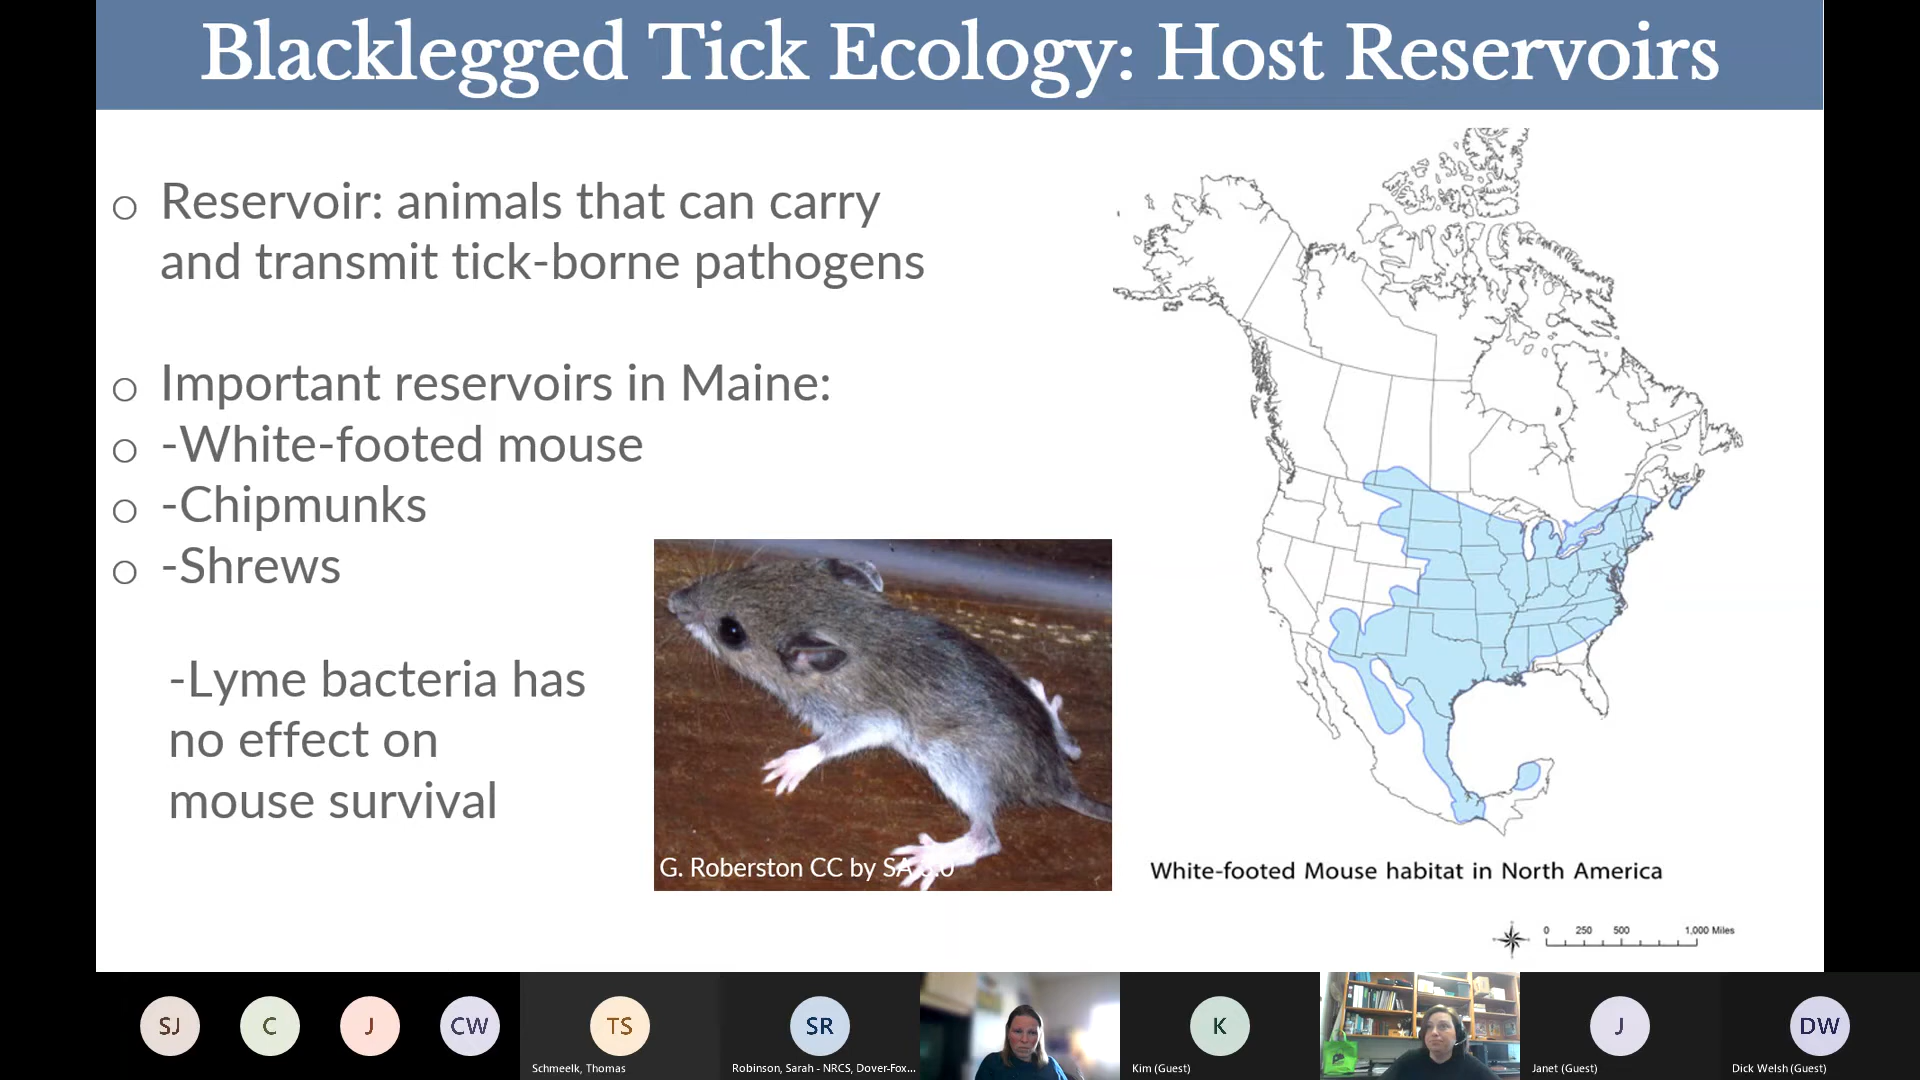 Blacklegged Tick Ecology: Host Reservoirs
o Reservoir: animals that can carry
and transmit tick-borne pathogens
o Important reservoirs in Maine:
o -White-footed mouse
o -Chipmunks
o -Shrews
-Lyme bacteria has
no effect on
mouse survival
G. Roberston CC by SA 3.0
White-footed Mouse habitat in North America
0 250 500 1,000 Miles
SJ
C
J
CW
TS
Schmeelk, Thomas
SR
Robinson, Sarah - NRCS, Dover-Fox...
K
Kim (Guest)
J
Janet (Guest)
DW
Dick Welsh (Guest)